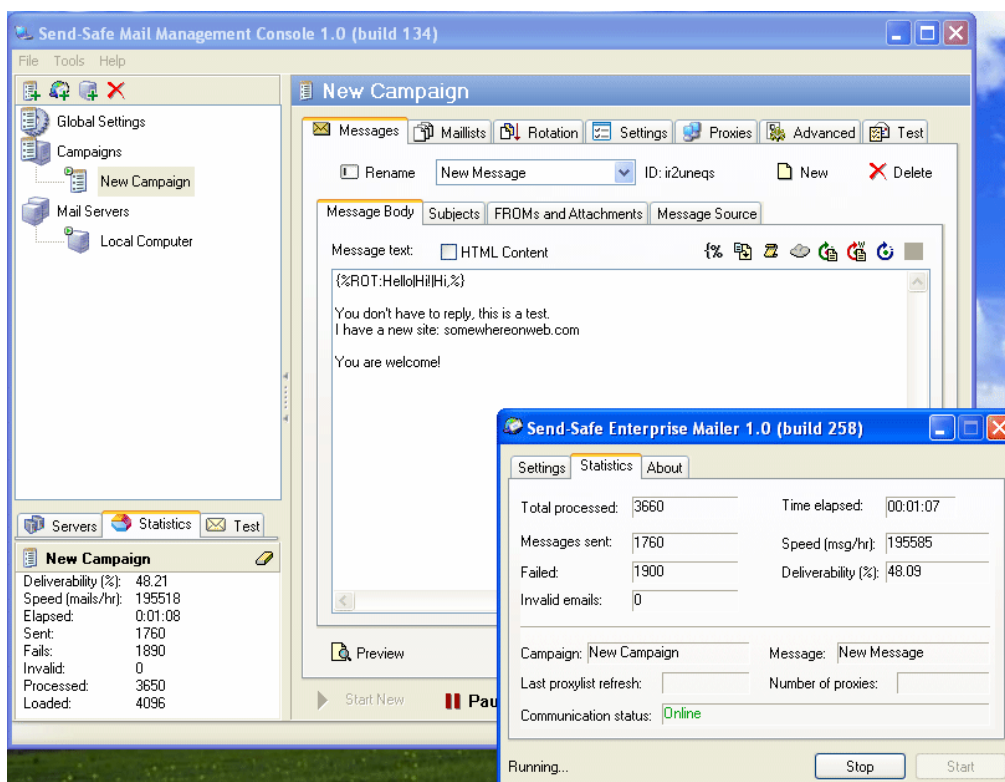 Send-Safe Mail Management Console 1.0 (build 134)
File Tools Help
Global Settings
Campaigns
New Campaign
Mail Servers
Local Computer
New Campaign
Messages Maillists Rotation Settings Proxies Advanced Test
Rename New Message ID: ir2uneqs New Delete
Message Body Subjects FROMs and Attachments Message Source
Message text: HTML Content {%
{%ROT:Hello|Hi!|Hi,%}
You don't have to reply, this is a test.
I have a new site: somewhereonweb.com
You are welcome!
Preview
Start New Pau
Servers Statistics Test
New Campaign
Deliverability (%): 48.21
Speed (mails/hr): 195518
Elapsed: 0:01:08
Sent: 1760
Fails: 1890
Invalid: 0
Processed: 3650
Loaded: 4096
Send-Safe Enterprise Mailer 1.0 (build 258)
Settings Statistics About
Total processed: 3660 Time elapsed: 00:01:07
Messages sent: 1760 Speed (msg/hr): 195585
Failed: 1900 Deliverability (%): 48.09
Invalid emails: 0
Campaign: New Campaign Message: New Message
Last proxylist refresh: Number of proxies:
Communication status: Online
Running... Stop Start